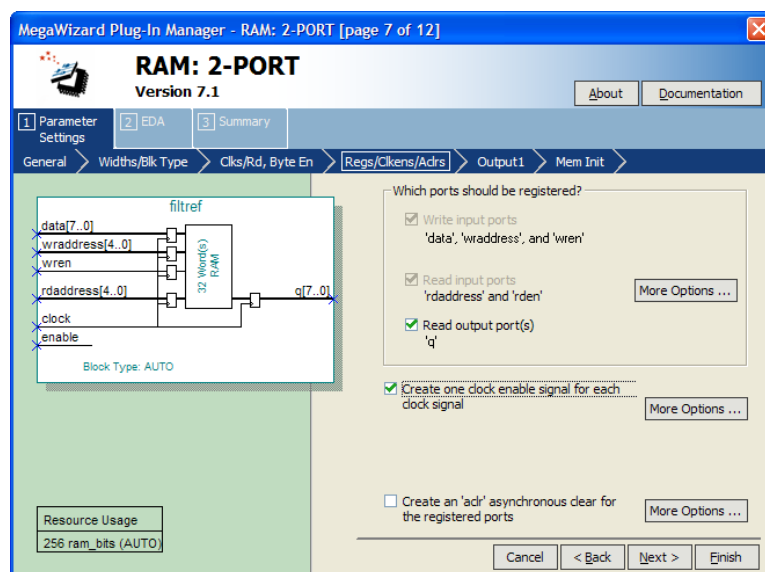 MegaWizard Plug-In Manager - RAM: 2-PORT [page 7 of 12]
RAM: 2-PORT
Version 7.1
About
Documentation
1 Parameter Settings
2 EDA
3 Summary
General
Widths/Blk Type
Clks/Rd, Byte En
Regs/Clkens/Aclrs
Output1
Mem Init
filtref
data[7..0]
wraddress[4..0]
wren
rdaddress[4..0]
clock
enable
32 Word(s)
RAM
q[7..0]
Block Type: AUTO
Resource Usage
256 ram_bits (AUTO)
Which ports should be registered?
Write input ports
'data', 'wraddress', and 'wren'
Read input ports
'rdaddress' and 'rden'
More Options ...
Read output port(s)
'q'
Create one clock enable signal for each
clock signal
More Options ...
Create an 'aclr' asynchronous clear for
the registered ports
More Options ...
Cancel
< Back
Next >
Finish